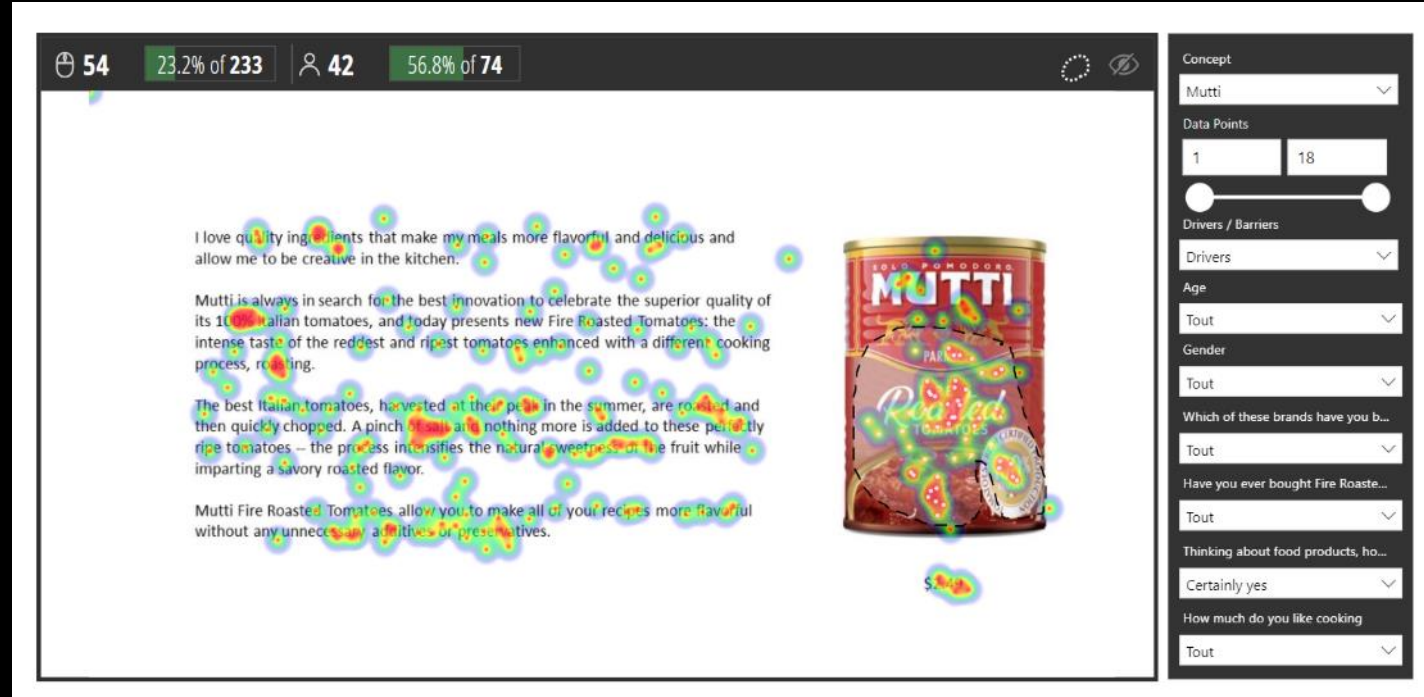 54
23.2% of 233
42
56.8% of 74
I love quality ingredients that make my meals more flavorful and delicious and
allow me to be creative in the kitchen.
Mutti is always in search for the best innovation to celebrate the superior quality of
its 100% Italian tomatoes, and today presents new Fire Roasted Tomatoes: the
intense taste of the reddest and ripest tomatoes enhanced with a different cooking
process, roasting.
The best Italian tomatoes, harvested at their peak in the summer, are roasted and
then quickly chopped. A pinch of salt and nothing more is added to these perfectly
ripe tomatoes -- the process intensifies the natural sweetness of the fruit while
imparting a savory roasted flavor.
Mutti Fire Roasted Tomatoes allow you to make all of your recipes more flavorful
without any unnecessary additives or preservatives.
SOLO POMODORO.
MUTTI
Roasted
TOMATOES
Concept
Mutti
Data Points
1
18
Drivers / Barriers
Drivers
Age
Tout
Gender
Tout
Which of these brands have you b...
Tout
Have you ever bought Fire Roaste...
Tout
Thinking about food products, ho...
Certainly yes
How much do you like cooking
Tout